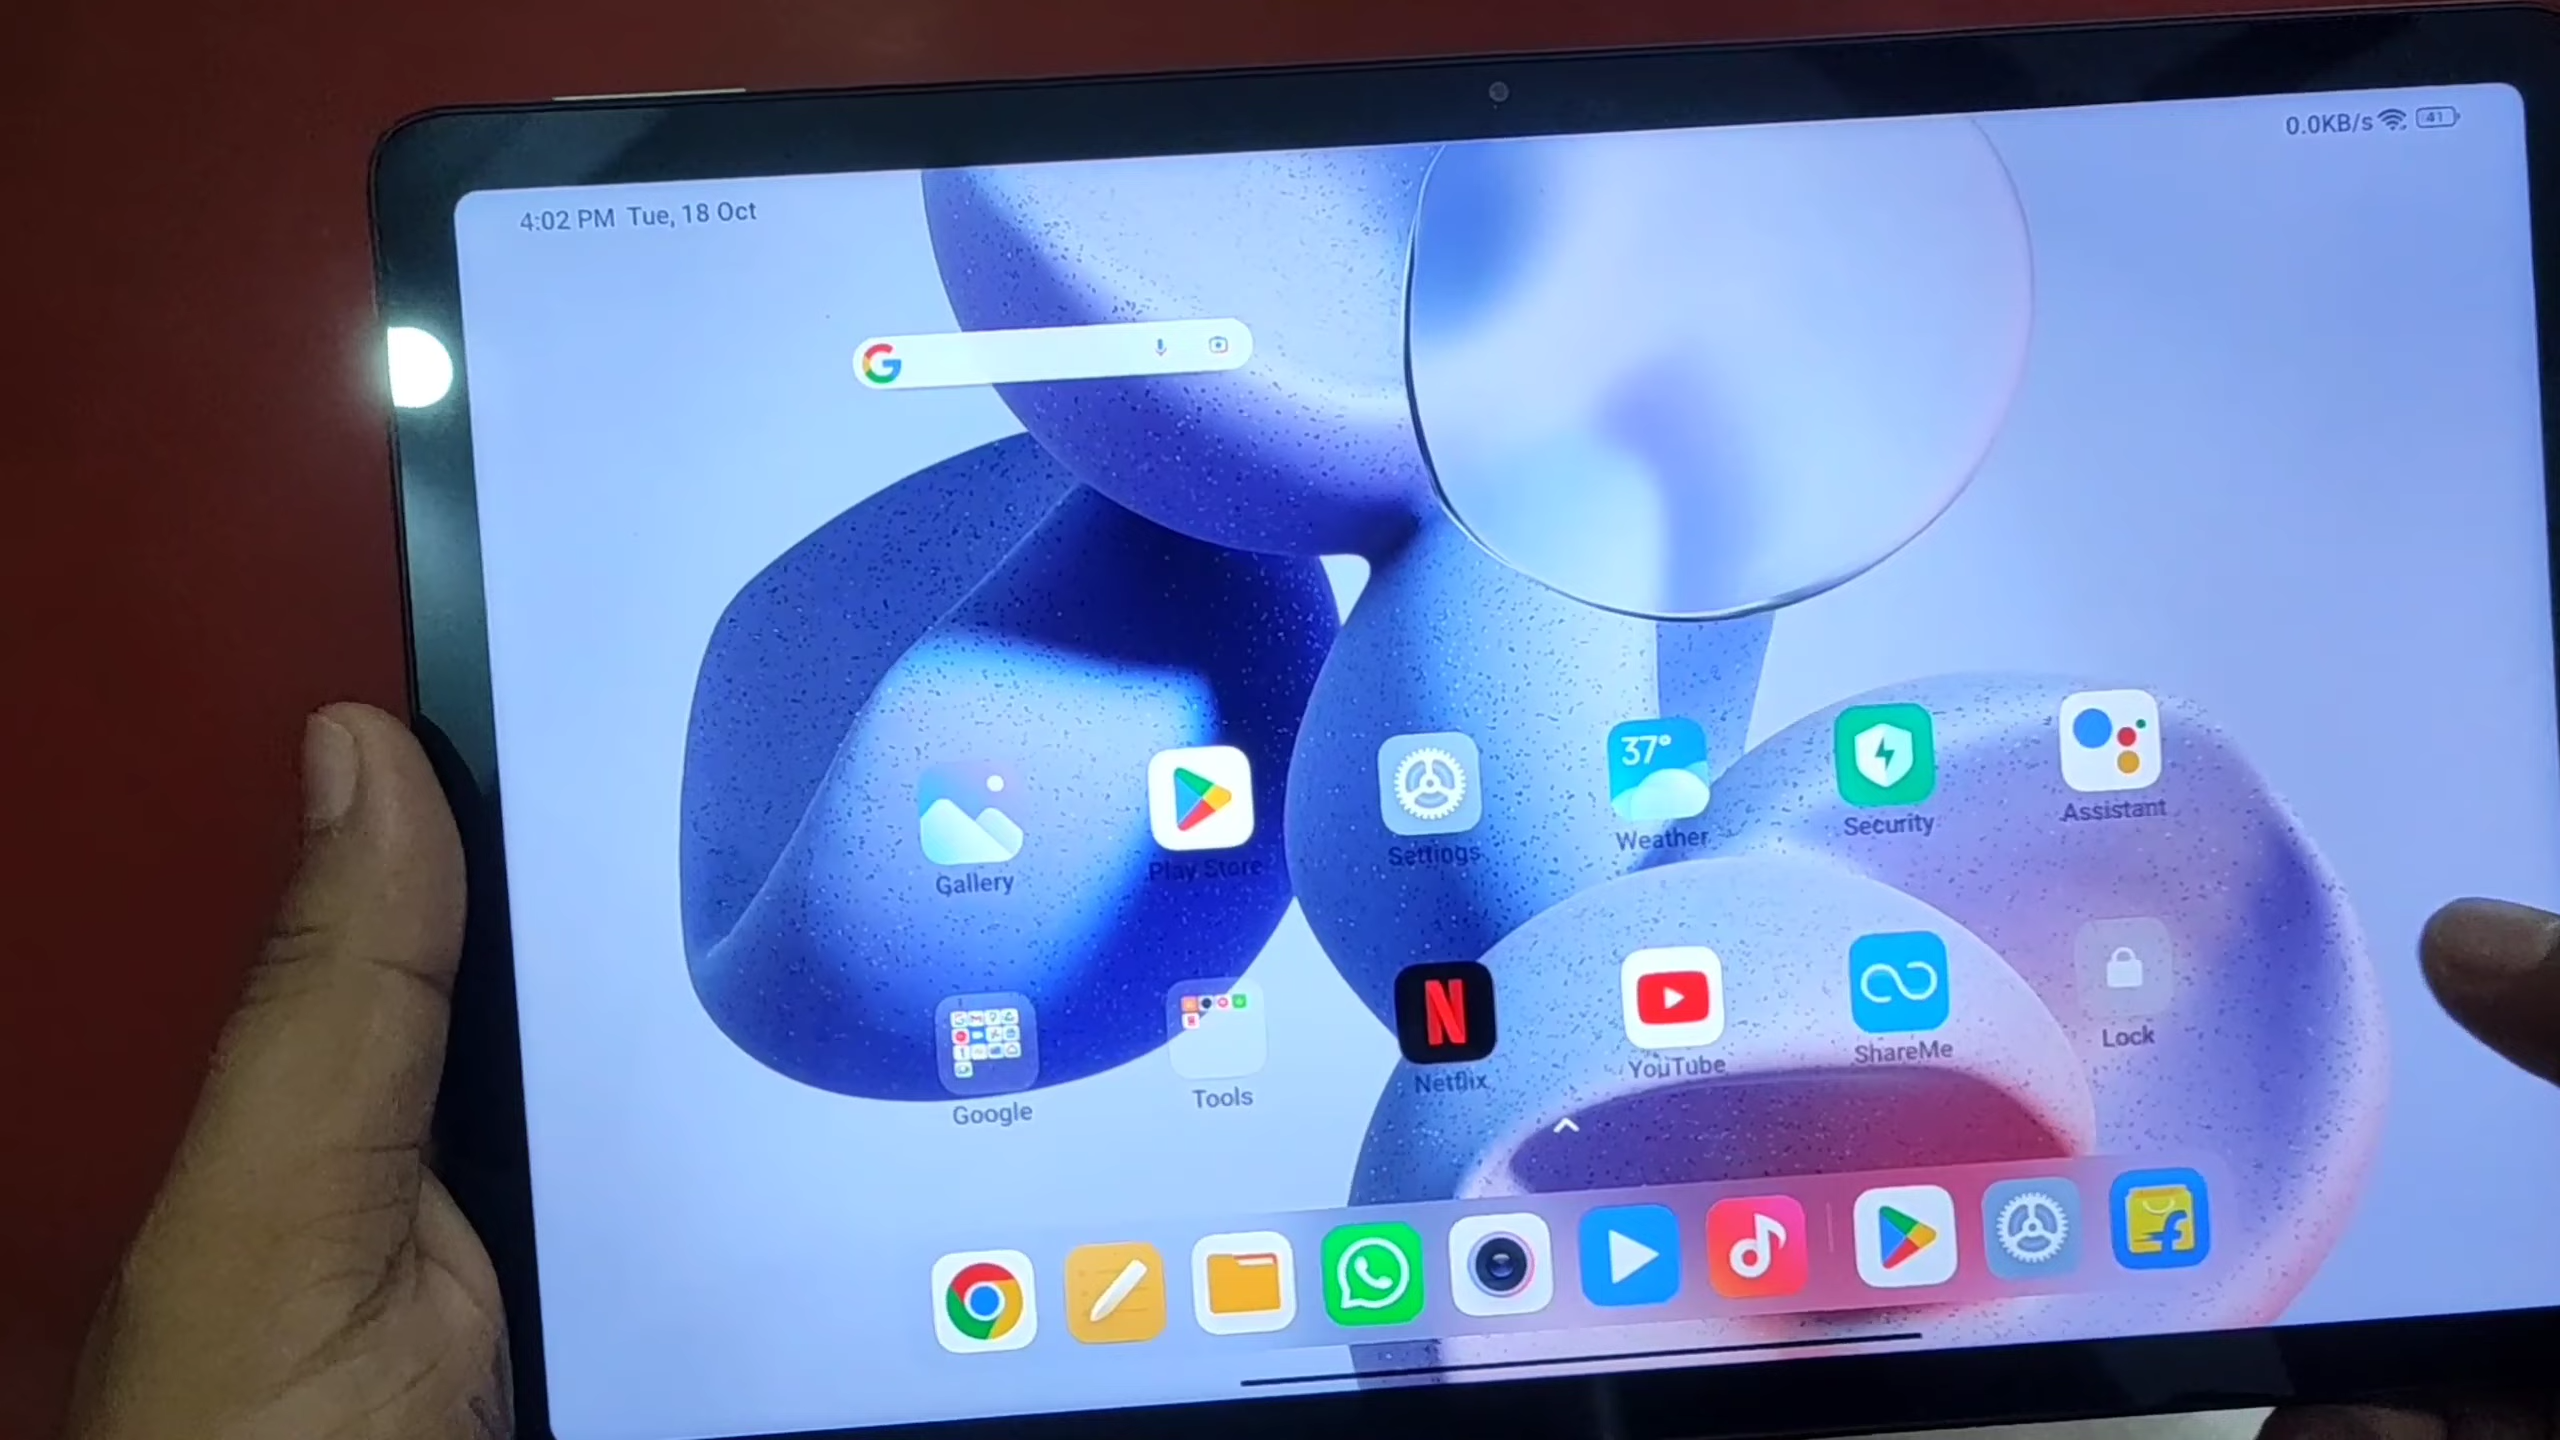 4:02 PM Tue, 18 Oct
0.0KB/s 41
37°
Gallery
Play Store
Settings
Weather
Security
Assistant
Google
Tools
Netflix
YouTube
ShareMe
Lock